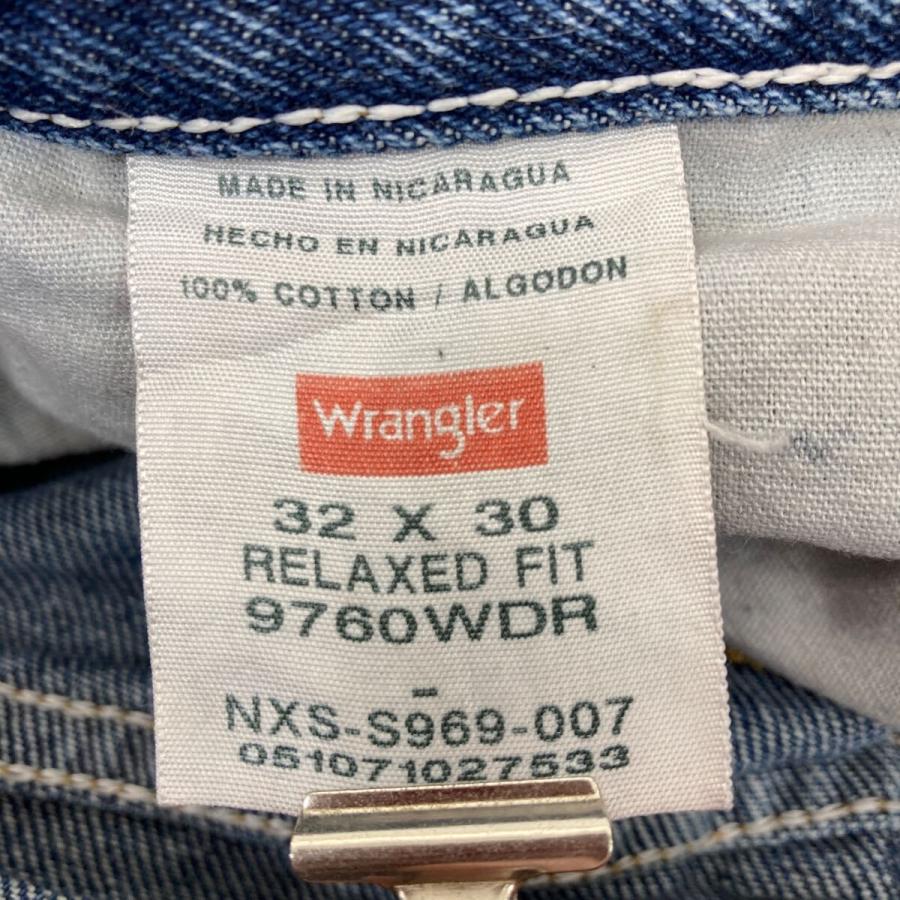 MADE IN NICARAGUA
HECHO EN NICARAGUA
100% COTTON / ALGODON
Wrangler
32 X 30
RELAXED FIT
9760WDR
-
NXS-S969-007
051071027533